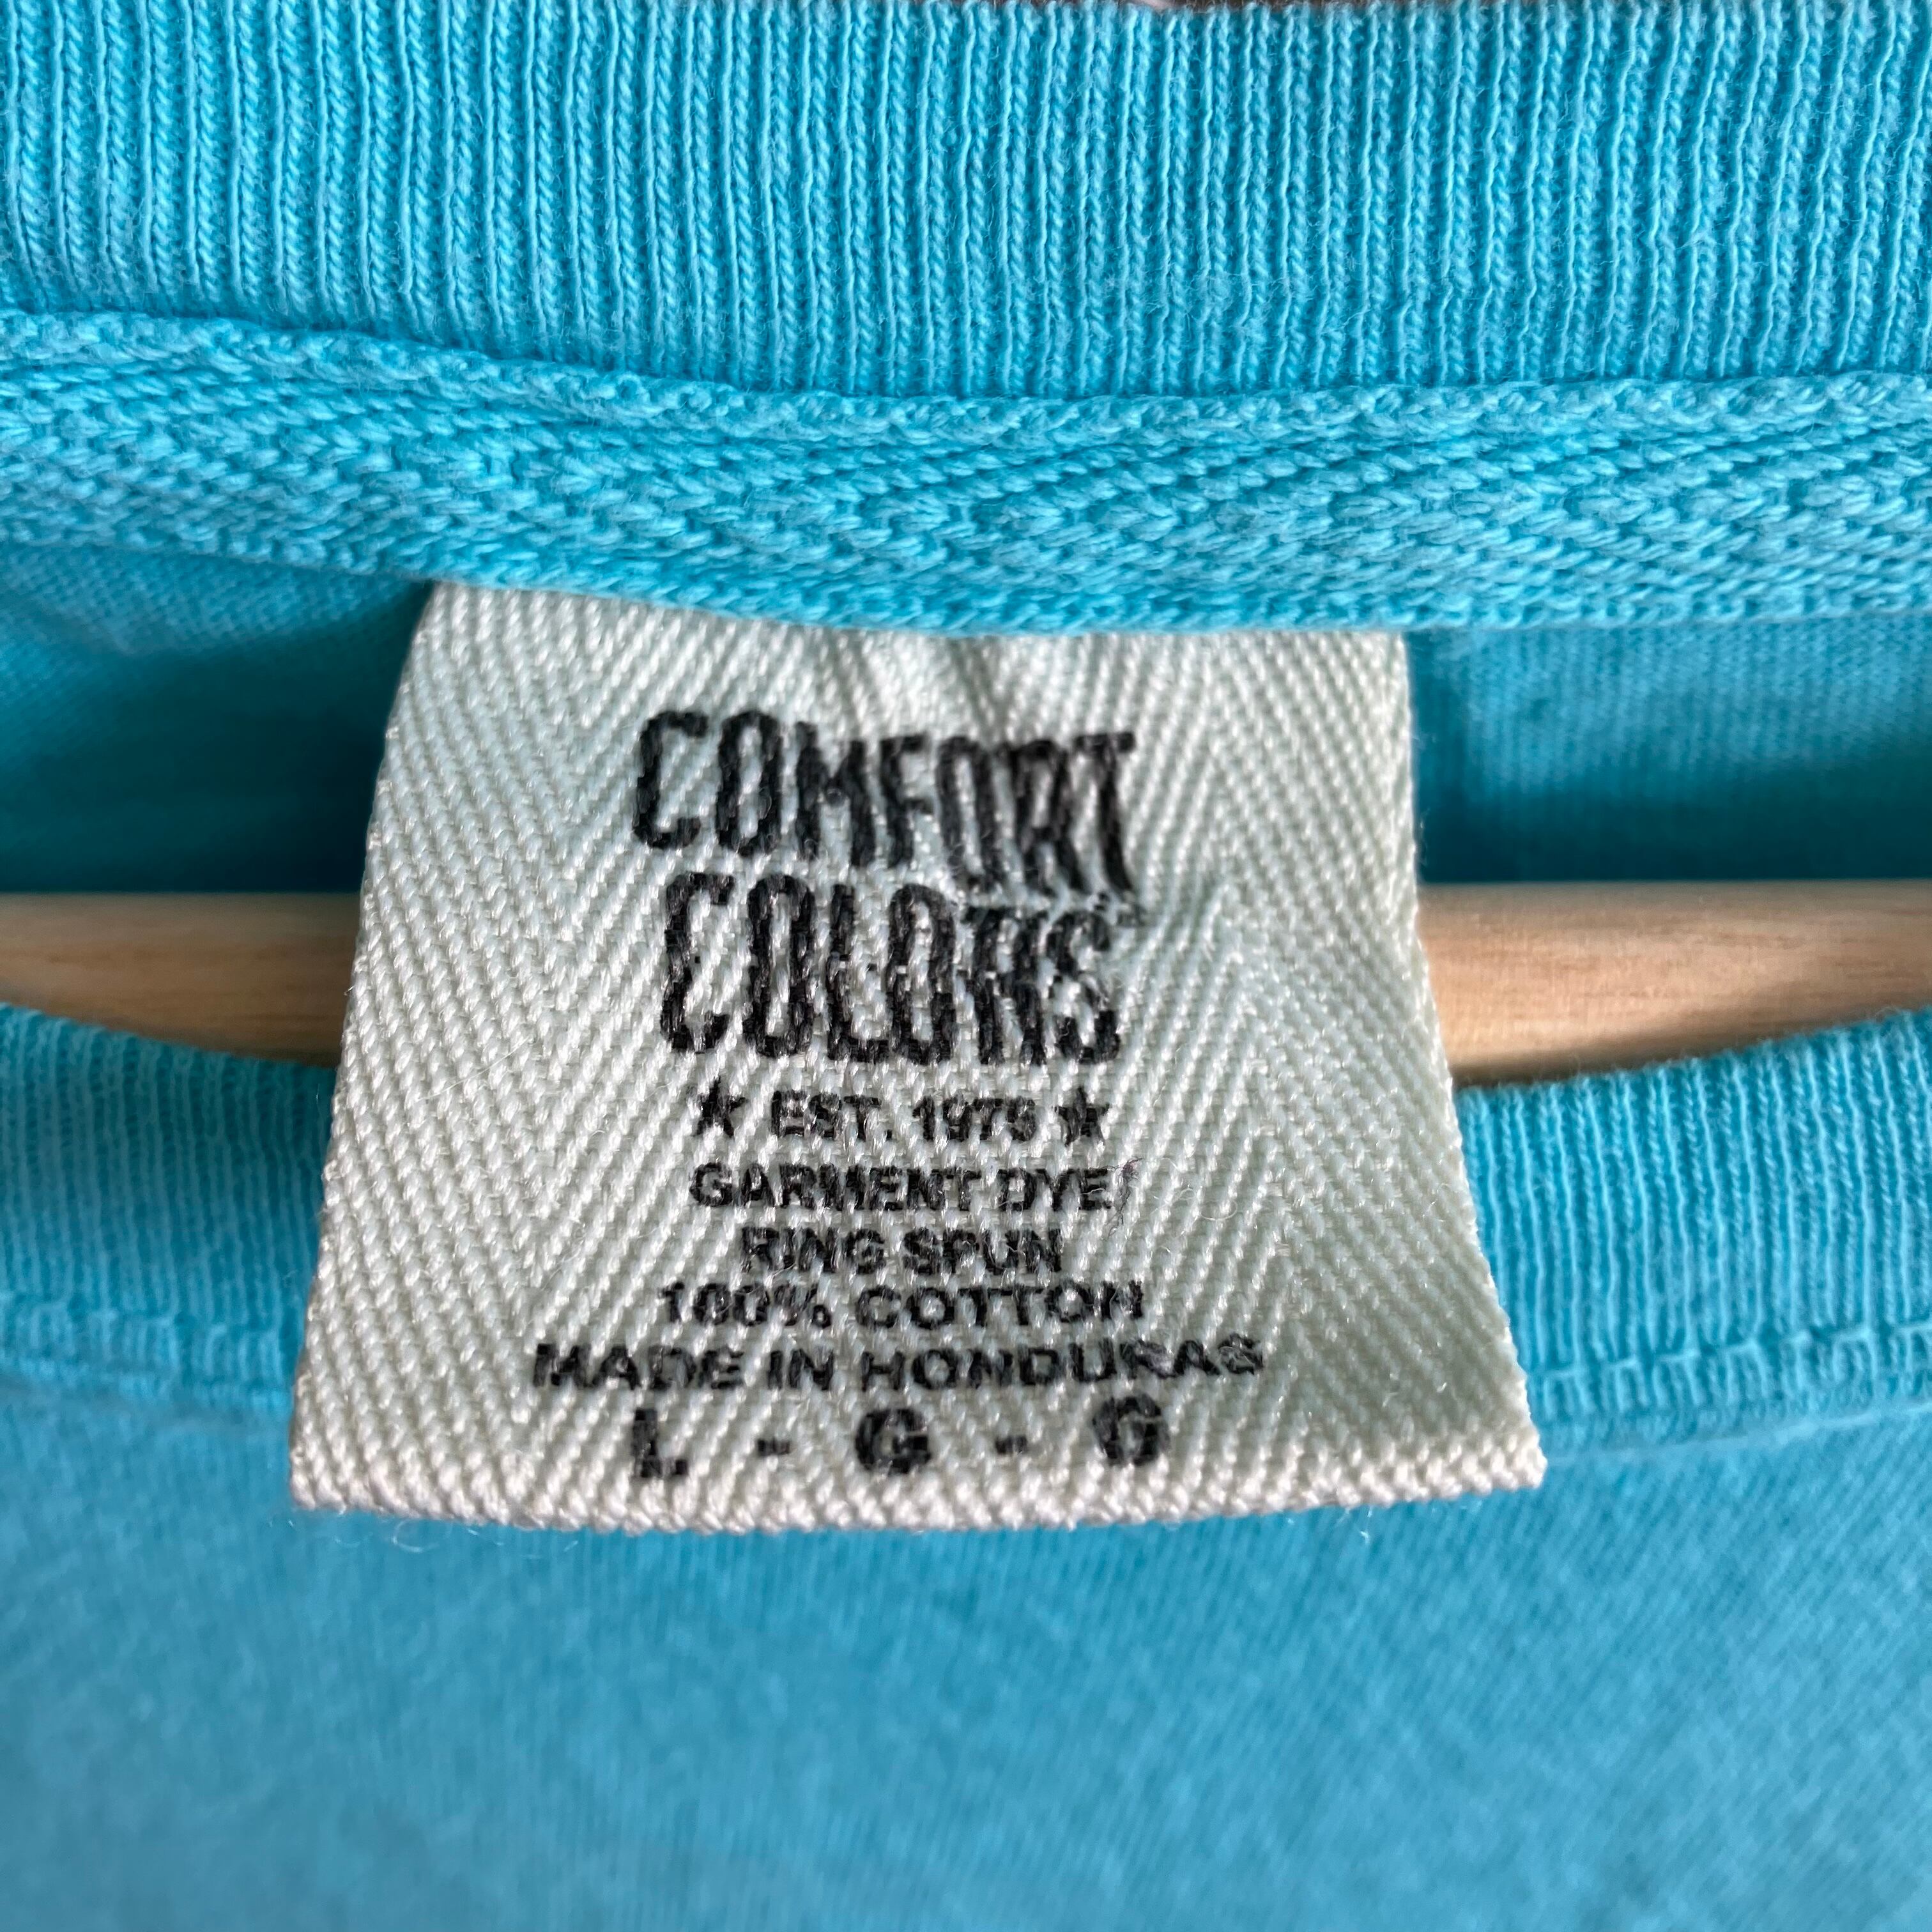 COMFORT
COLORS
★ EST. 1975 ★
GARMENT DYE
RING SPUN
100% COTTON
MADE IN HONDURAS
L - G - G